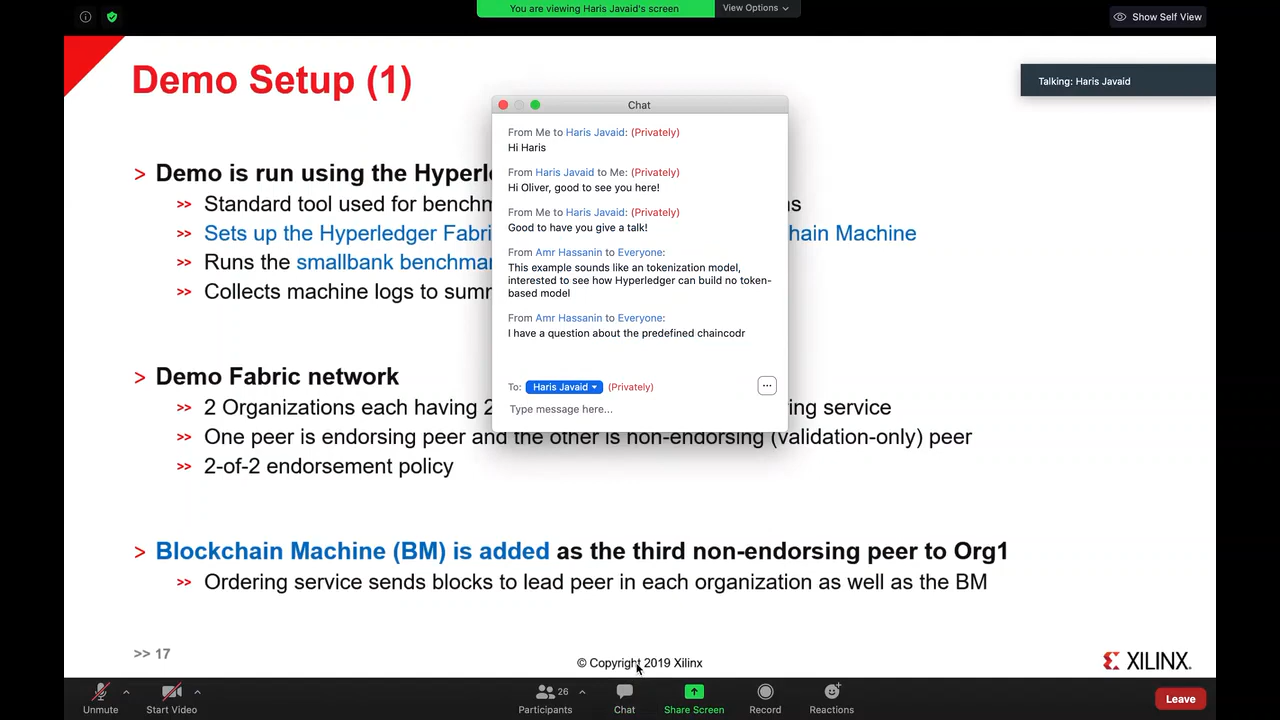 You are viewing Haris Javaid's screen
View Options
Show Self View
Demo Setup (1)
Talking: Haris Javaid
Chat
From Me to Haris Javaid: (Privately)
Hi Haris
From Haris Javaid to Me: (Privately)
Hi Oliver, good to see you here!
From Me to Haris Javaid: (Privately)
Good to have you give a talk!
From Amr Hassanin to Everyone:
This example sounds like an tokenization model,
interested to see how Hyperledger can build no token-
based model
From Amr Hassanin to Everyone:
I have a question about the predefined chaincodr
To: Haris Javaid (Privately)
Type message here...
> Demo is run using the
>> Standard tool used for
>> Sets up the Hyperledger Machine
>> Runs the smallbank
>> Collects machine logs to
> Demo Fabric network
>> 2 Organizations each having service
>> One peer is endorsing peer and the other is non-endorsing (validation-only) peer
>> 2-of-2 endorsement policy
> Blockchain Machine (BM) is added as the third non-endorsing peer to Org1
>> Ordering service sends blocks to lead peer in each organization as well as the BM
>> 17
© Copyright 2019 Xilinx
XILINX.
Unmute
Start Video
26
Participants
Chat
Share Screen
Record
Reactions
Leave